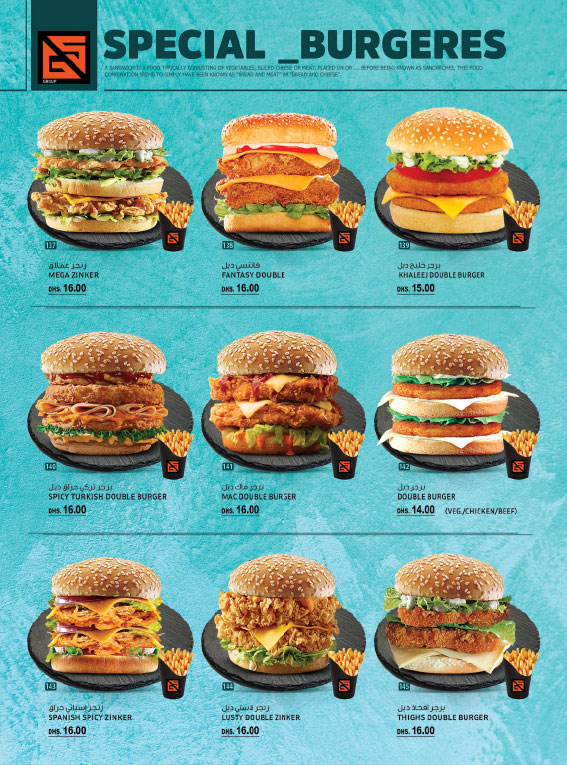 SG
GROUP
SPECIAL _BURGERES
A SANDWICH IS A FOOD TYPICALLY CONSISTING OF VEGETABLES, SLICED CHEESE OR MEAT, PLACED ON OR .... BEFORE BEING KNOWN AS SANDWICHES, THIS FOOD
COMBINATION SEEMS TO SIMPLY HAVE BEEN KNOWN AS "BREAD AND MEAT" OR "BREAD AND CHEESE"
137
زنجر عملاق
MEGA ZINKER
DHS. 16.00
138
فانتسي دبل
FANTASY DOUBLE
DHS. 16.00
139
برجر خليج دبل
KHALEEJ DOUBLE BURGER
DHS. 15.00
140
برجر تركي حراق دبل
SPICY TURKISH DOUBLE BURGER
DHS. 16.00
141
برجر ماك دبل
MAC DOUBLE BURGER
DHS. 16.00
142
برجر دبل
DOUBLE BURGER
DHS. 14.00 (VEG./CHICKEN/BEEF)
143
زنجر إسباني حراق
SPANISH SPICY ZINKER
DHS. 16.00
144
زنجر لاستي دبل
LUSTY DOUBLE ZINKER
DHS. 16.00
145
برجر أفخاذ دبل
THIGHS DOUBLE BURGER
DHS. 16.00